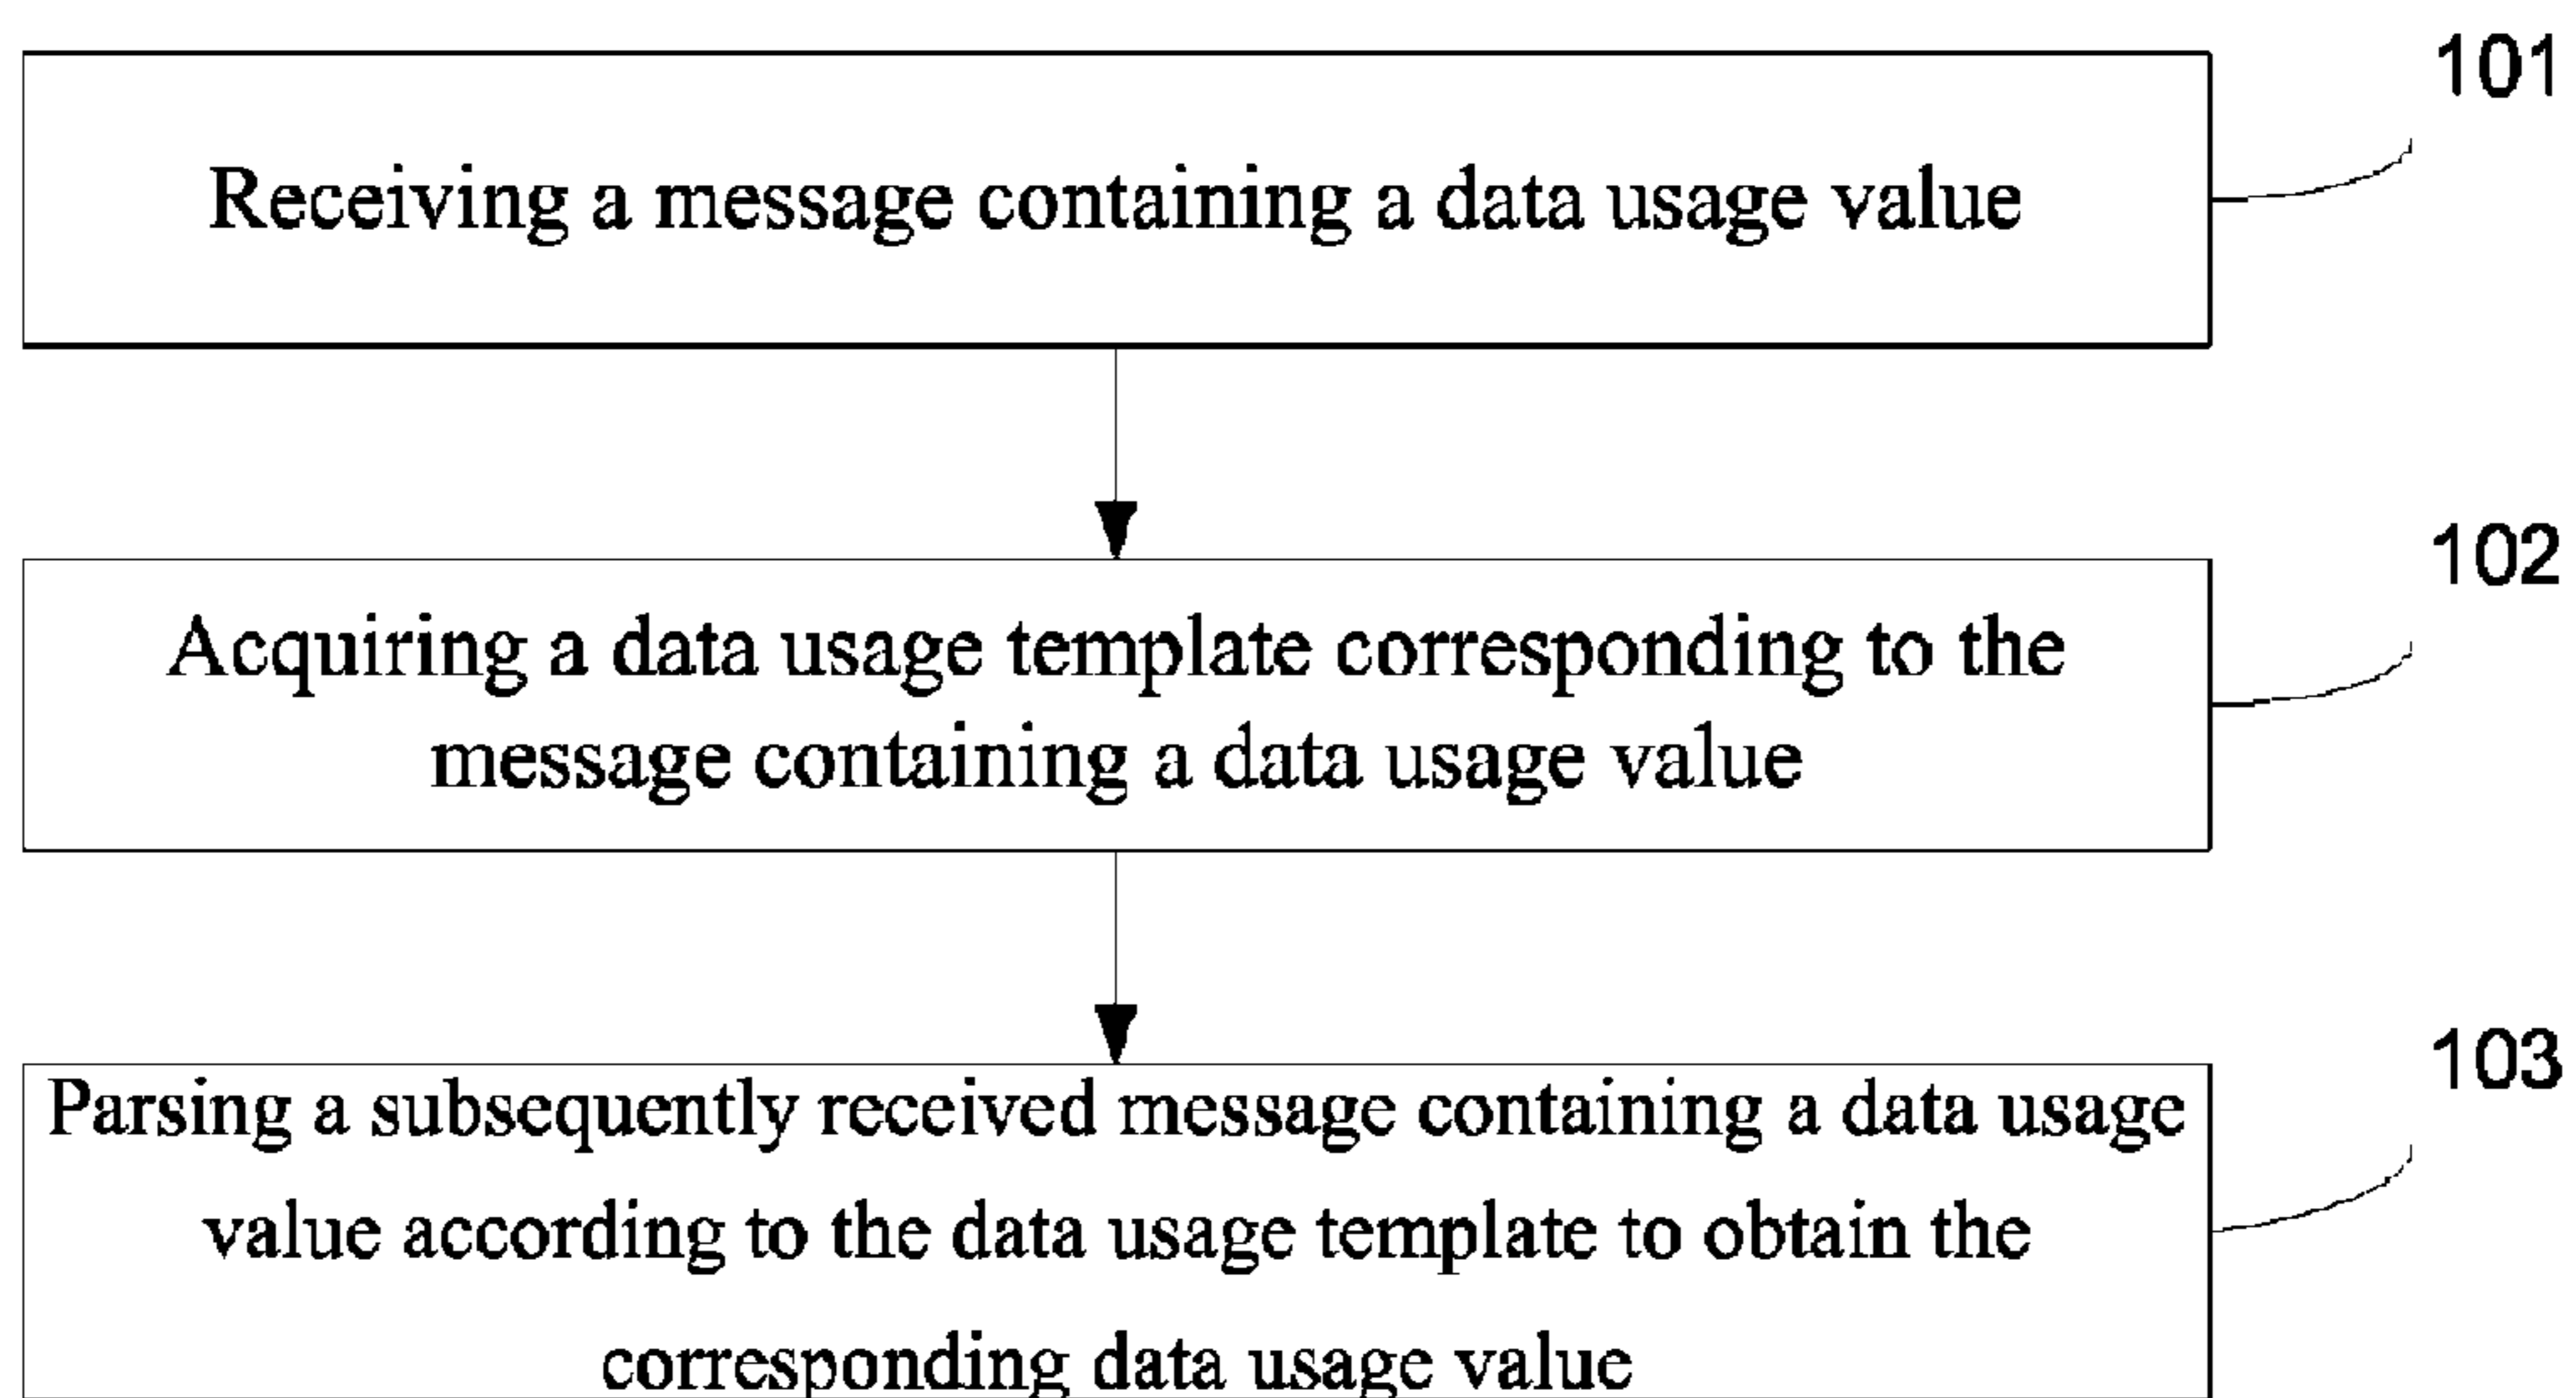 101
Receiving a message containing a data usage value
102
Acquiring a data usage template corresponding to the
message containing a data usage value
103
Parsing a subsequently received message containing a data usage
value according to the data usage template to obtain the
corresponding data usage value